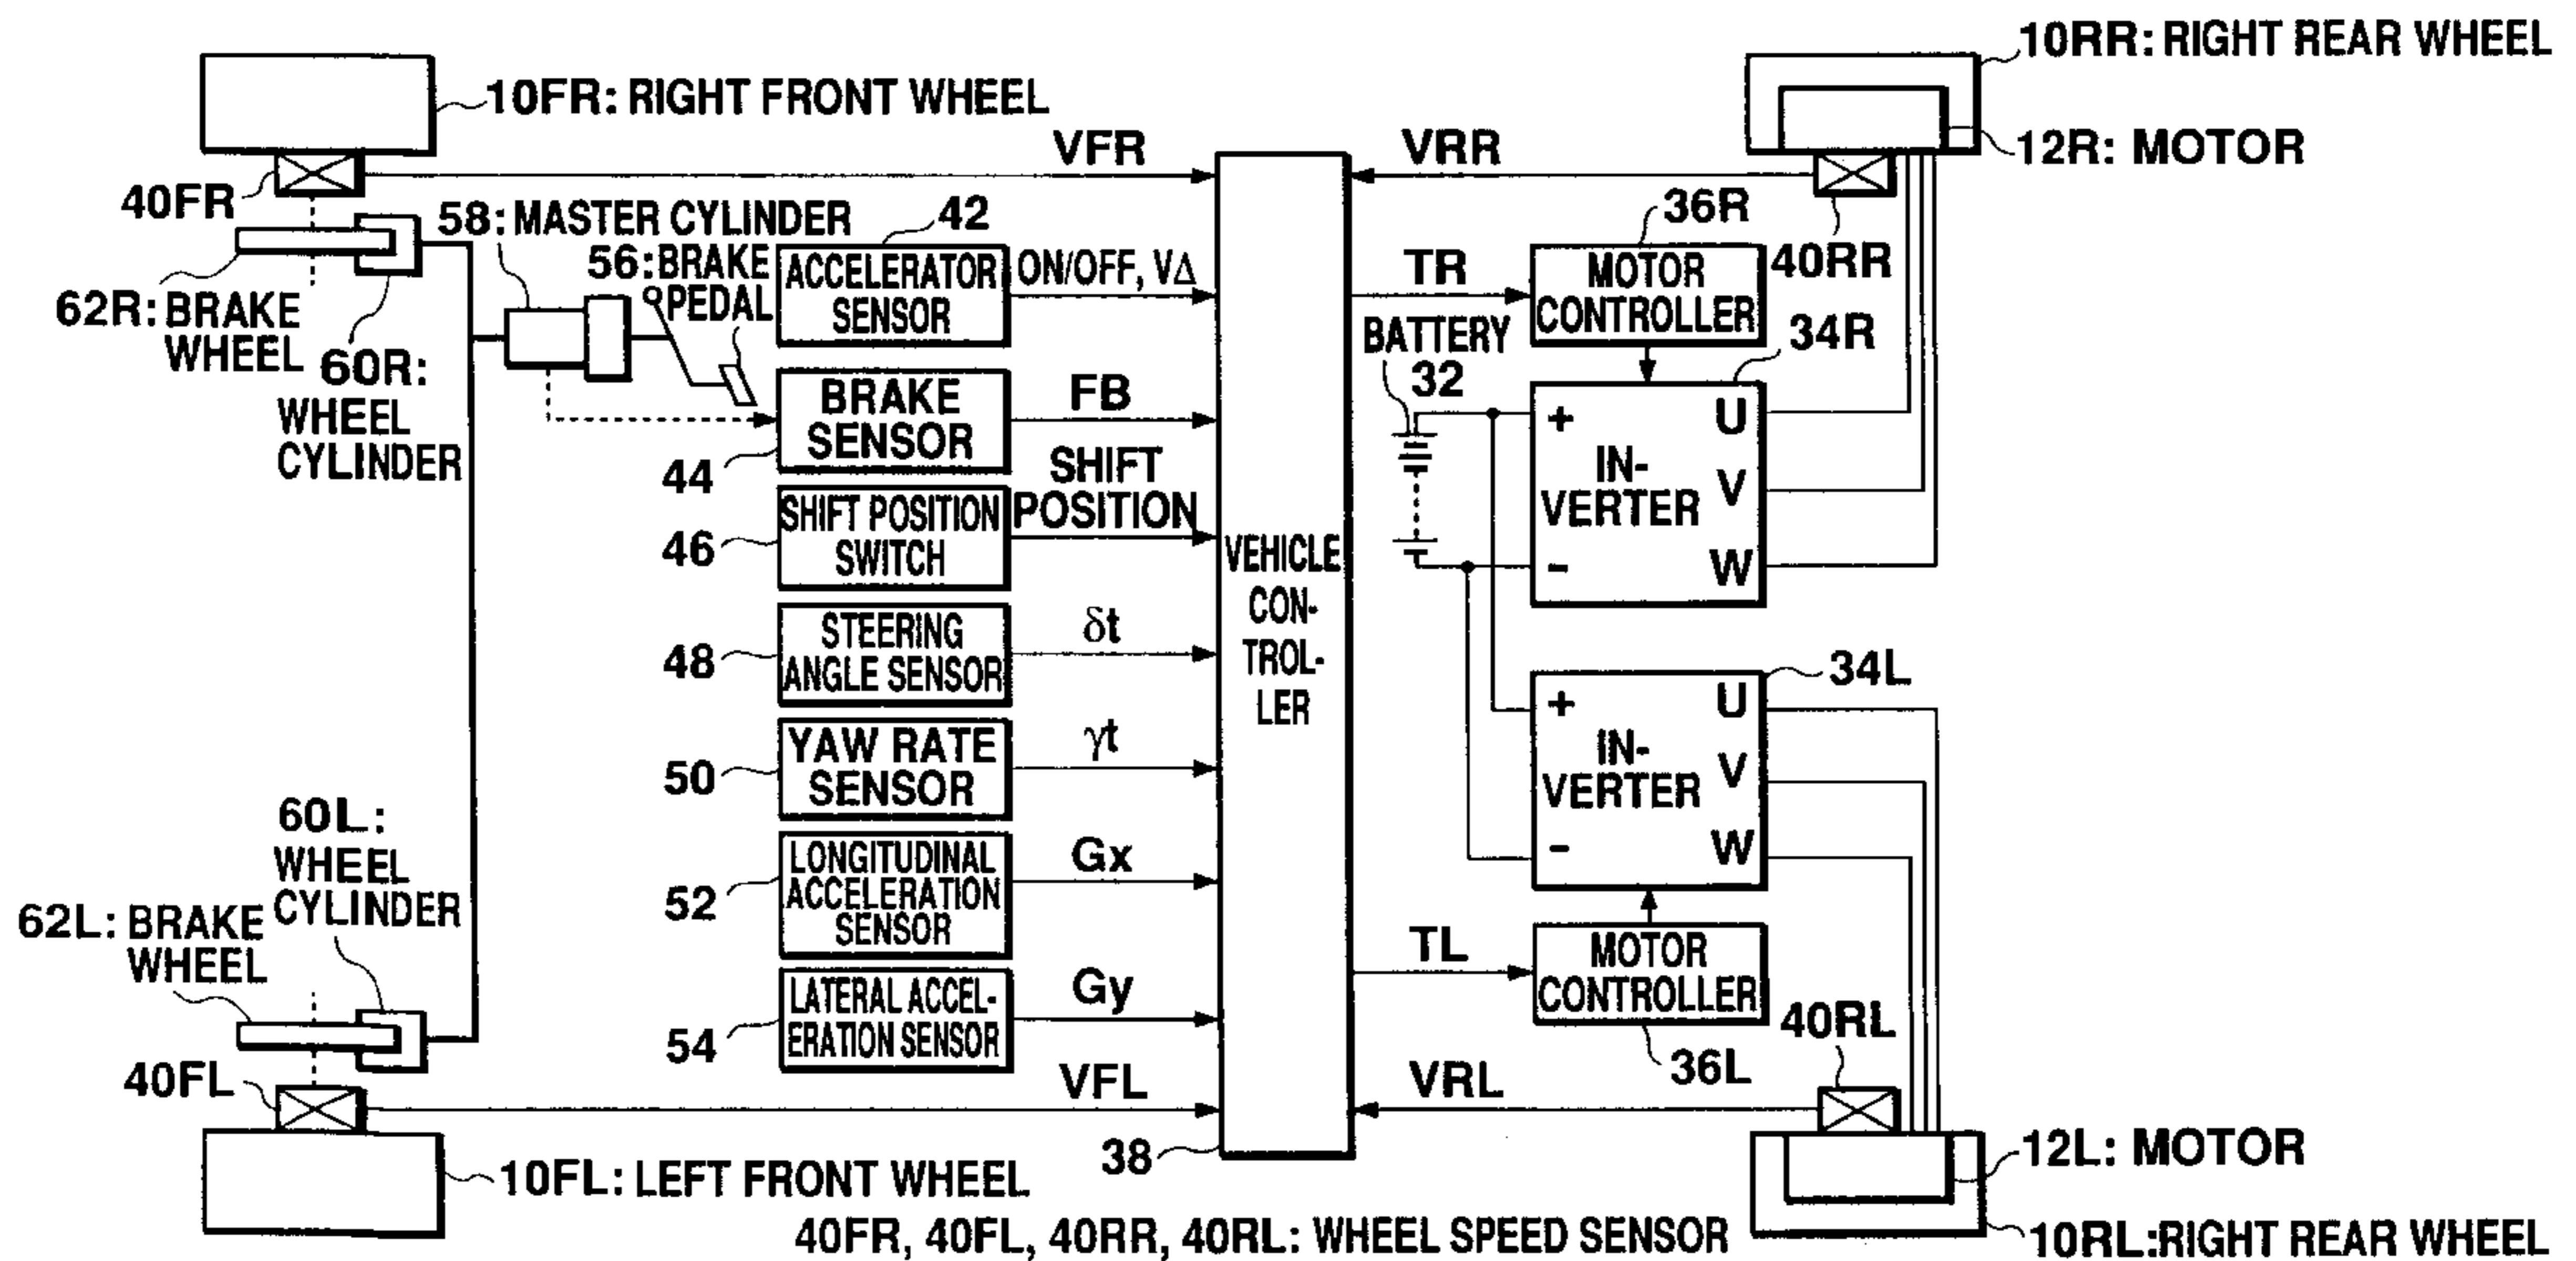 10RR: RIGHT REAR WHEEL
10FR: RIGHT FRONT WHEEL
12R: MOTOR
VFR
VRR
40FR
58: MASTER CYLINDER
42
36R
40RR
56: BRAKE
PEDAL
ACCELERATOR
SENSOR
ON/OFF, VΔ
TR
MOTOR
CONTROLLER
62R: BRAKE
WHEEL
60R:
WHEEL
CYLINDER
BATTERY
32
34R
BRAKE
SENSOR
FB
44
+
U
IN-
VERTER
V
-
W
SHIFT POSITION
SWITCH
SHIFT
POSITION
46
VEHICLE
CON-
TROL-
LER
STEERING
ANGLE SENSOR
δt
48
34L
+
U
IN-
VERTER
V
-
W
YAW RATE
SENSOR
γt
50
60L:
WHEEL
CYLINDER
LONGITUDINAL
ACCELERATION
SENSOR
Gx
52
62L: BRAKE
WHEEL
TL
MOTOR
CONTROLLER
LATERAL ACCEL-
ERATION SENSOR
Gy
54
40RL
36L
40FL
VFL
VRL
38
12L: MOTOR
10FL: LEFT FRONT WHEEL
40FR, 40FL, 40RR, 40RL: WHEEL SPEED SENSOR
10RL:RIGHT REAR WHEEL